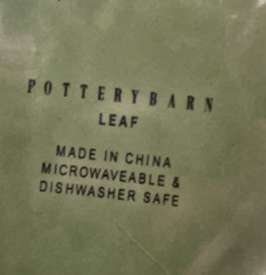 POTTERYBARN
LEAF
MADE IN CHINA
MICROWAVEABLE &
DISHWASHER SAFE